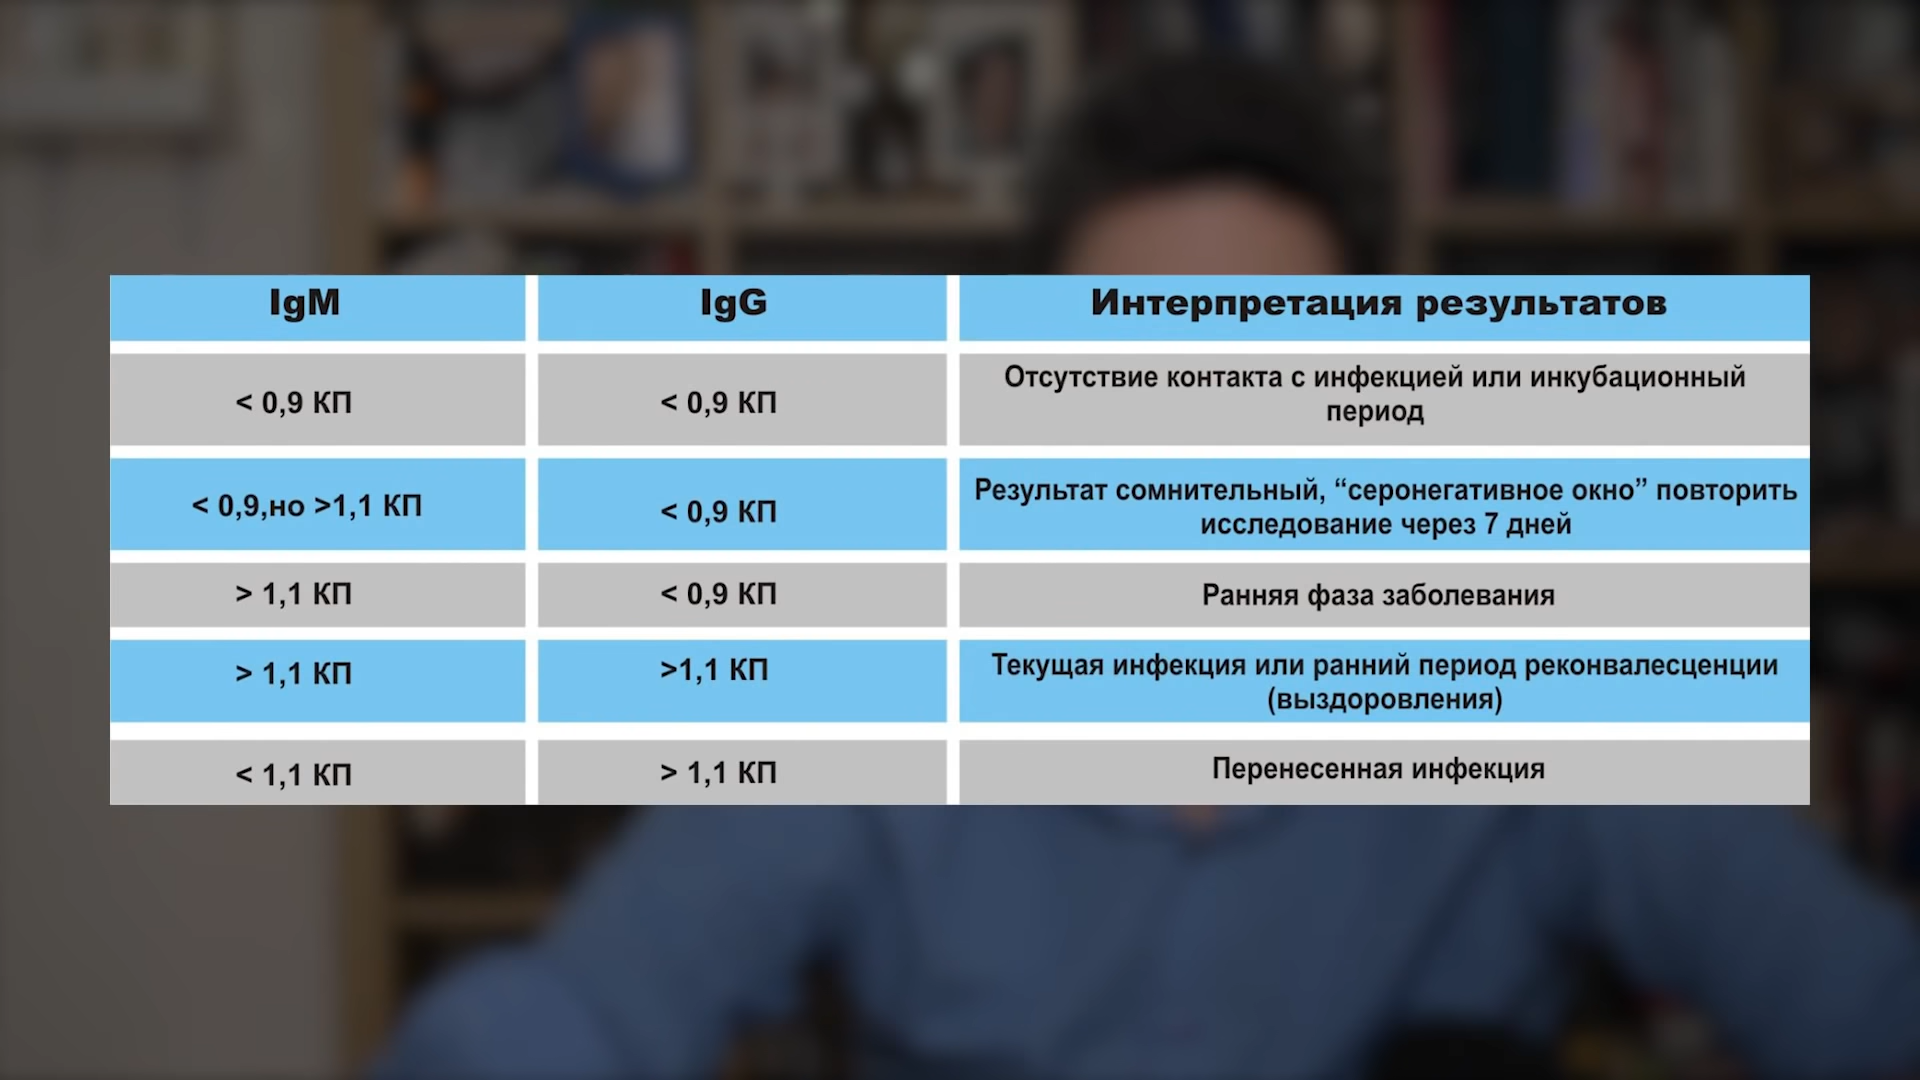 IgM IgG Интерпретация результатов
< 0,9 КП < 0,9 КП Отсутствие контакта с инфекцией или инкубационный
период
< 0,9,но >1,1 КП < 0,9 КП Результат сомнительный, “серонегативное окно” повторить
исследование через 7 дней
> 1,1 КП < 0,9 КП Ранняя фаза заболевания
> 1,1 КП >1,1 КП Текущая инфекция или ранний период реконвалесценции
(выздоровления)
< 1,1 КП > 1,1 КП Перенесенная инфекция